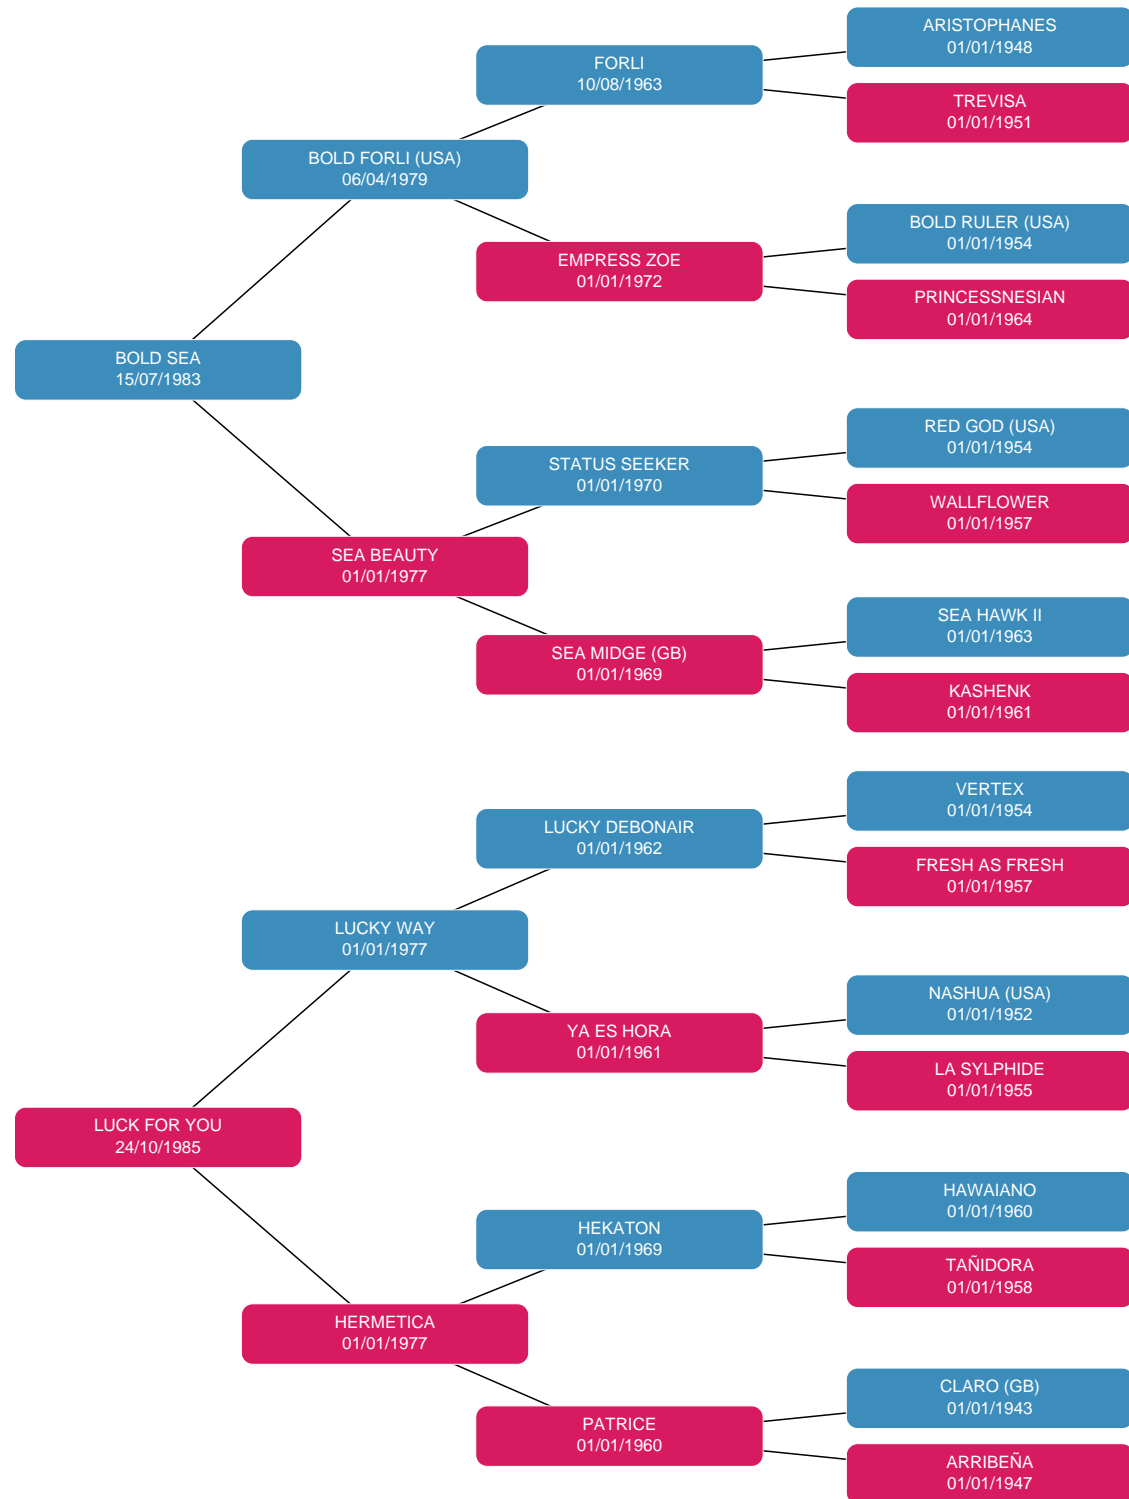 ARISTOPHANES
01/01/1948
FORLI
10/08/1963
TREVISA
01/01/1951
BOLD FORLI (USA)
06/04/1979
BOLD RULER (USA)
01/01/1954
EMPRESS ZOE
01/01/1972
PRINCESSNESIAN
01/01/1964
BOLD SEA
15/07/1983
RED GOD (USA)
01/01/1954
STATUS SEEKER
01/01/1970
WALLFLOWER
01/01/1957
SEA BEAUTY
01/01/1977
SEA HAWK II
01/01/1963
SEA MIDGE (GB)
01/01/1969
KASHENK
01/01/1961
VERTEX
01/01/1954
LUCKY DEBONAIR
01/01/1962
FRESH AS FRESH
01/01/1957
LUCKY WAY
01/01/1977
NASHUA (USA)
01/01/1952
YA ES HORA
01/01/1961
LA SYLPHIDE
01/01/1955
LUCK FOR YOU
24/10/1985
HAWAIANO
01/01/1960
HEKATON
01/01/1969
TAÑIDORA
01/01/1958
HERMETICA
01/01/1977
CLARO (GB)
01/01/1943
PATRICE
01/01/1960
ARRIBEÑA
01/01/1947